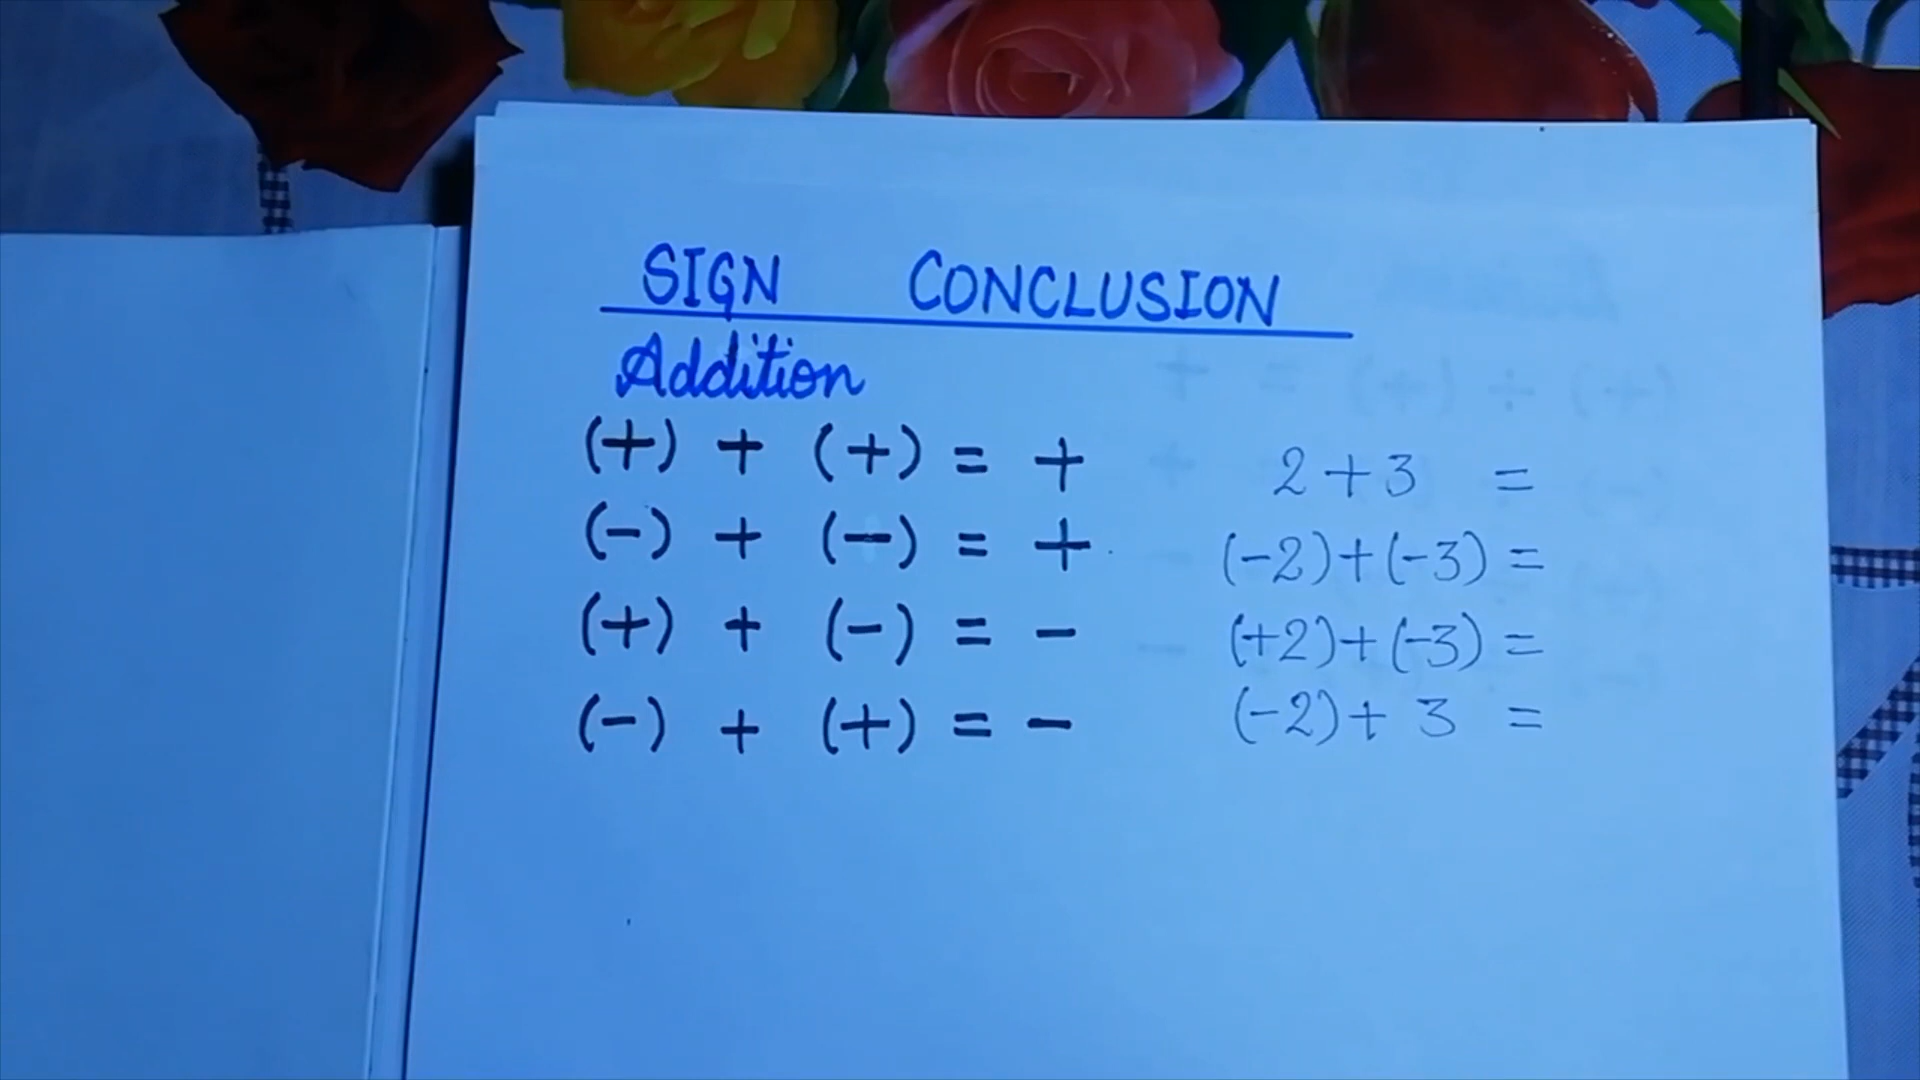 SIGN CONCLUSION
Addition
(+) + (+) = + 2+3 =
(-) + (-) = + (-2)+(-3) =
(+) + (-) = - (+2)+(-3) =
(-) + (+) = - (-2)+ 3 =